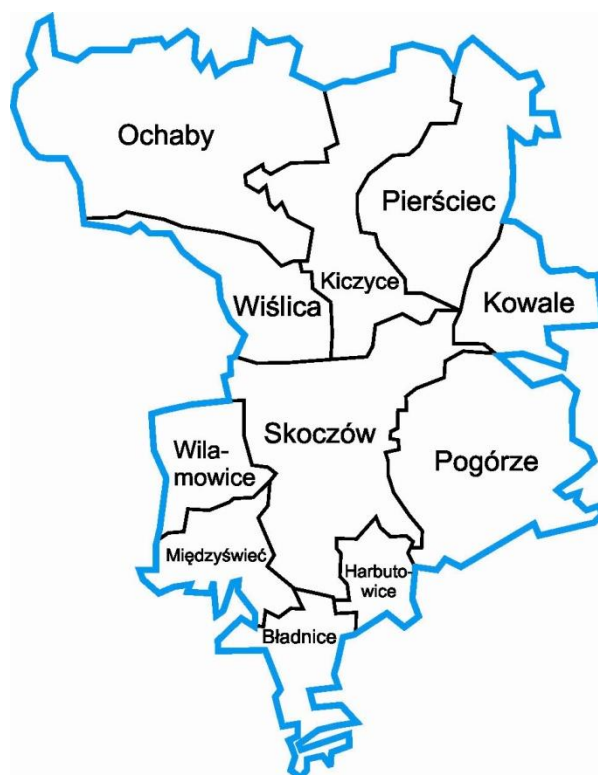 Ochaby
Pierściec
Kiczyce
Wiślica
Kowale
Skoczów
Wila-
mowice
Pogórze
Międzyświeć
Harbuto-
wice
Bładnice